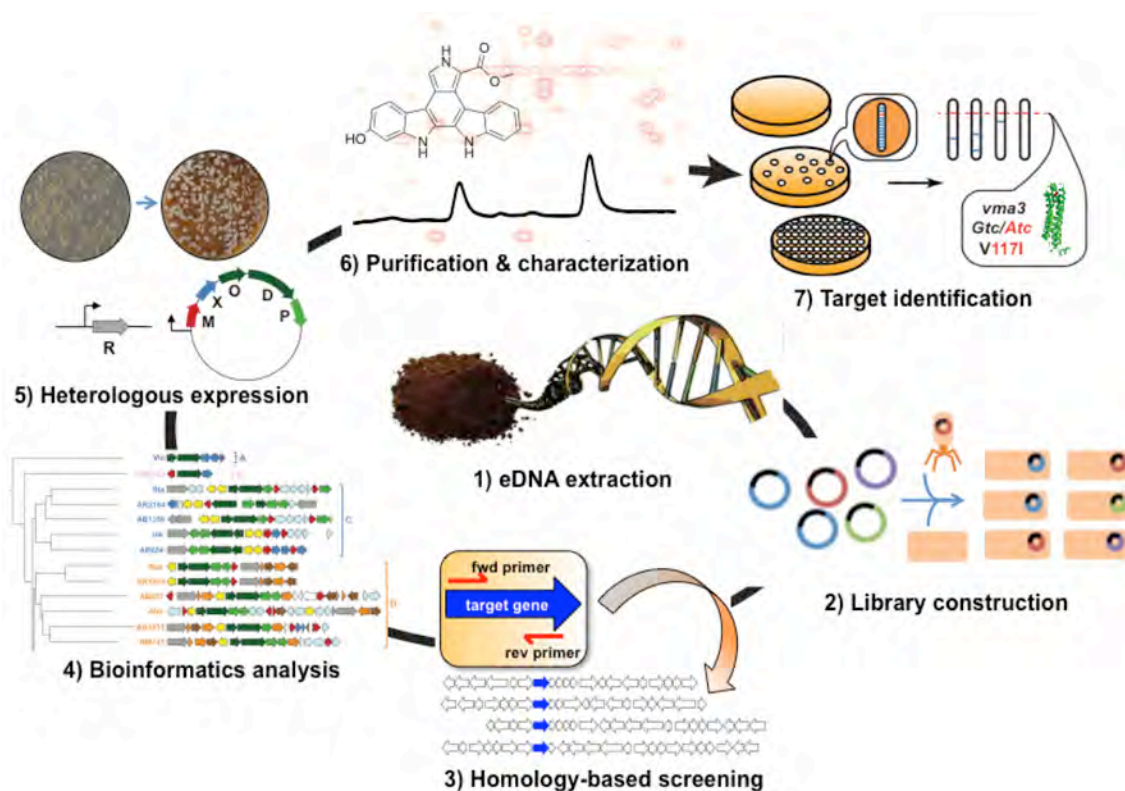 H
N
O
O
HO
N
H
N
H
6) Purification & characterization
vma3
Gtc/Atc
V117I
7) Target identification
R
M
X
O
D
P
5) Heterologous expression
1) eDNA extraction
2) Library construction
fwd primer
target gene
rev primer
3) Homology-based screening
A
C
D
4) Bioinformatics analysis